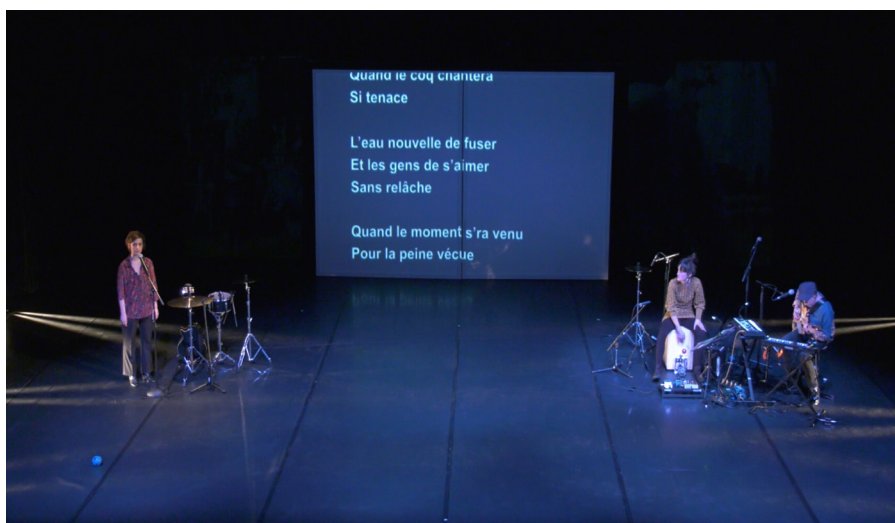 Quand le coq chantera
Si tenace
L'eau nouvelle de fuser
Et les gens de s'aimer
Sans relâche
Quand le moment s'ra venu
Pour la peine vécue